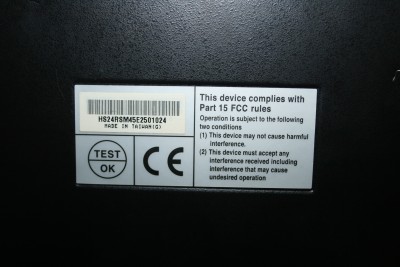 HS24RSM45E2501024
MADE IN TAIWAN(G)
TEST
OK
CE
This device complies with
Part 15 FCC rules
Operation is subject to the following
two conditions
(1) This device may not cause harmful
interference.
(2) This device must accept any
interference received including
interference that may cause
undesired operation